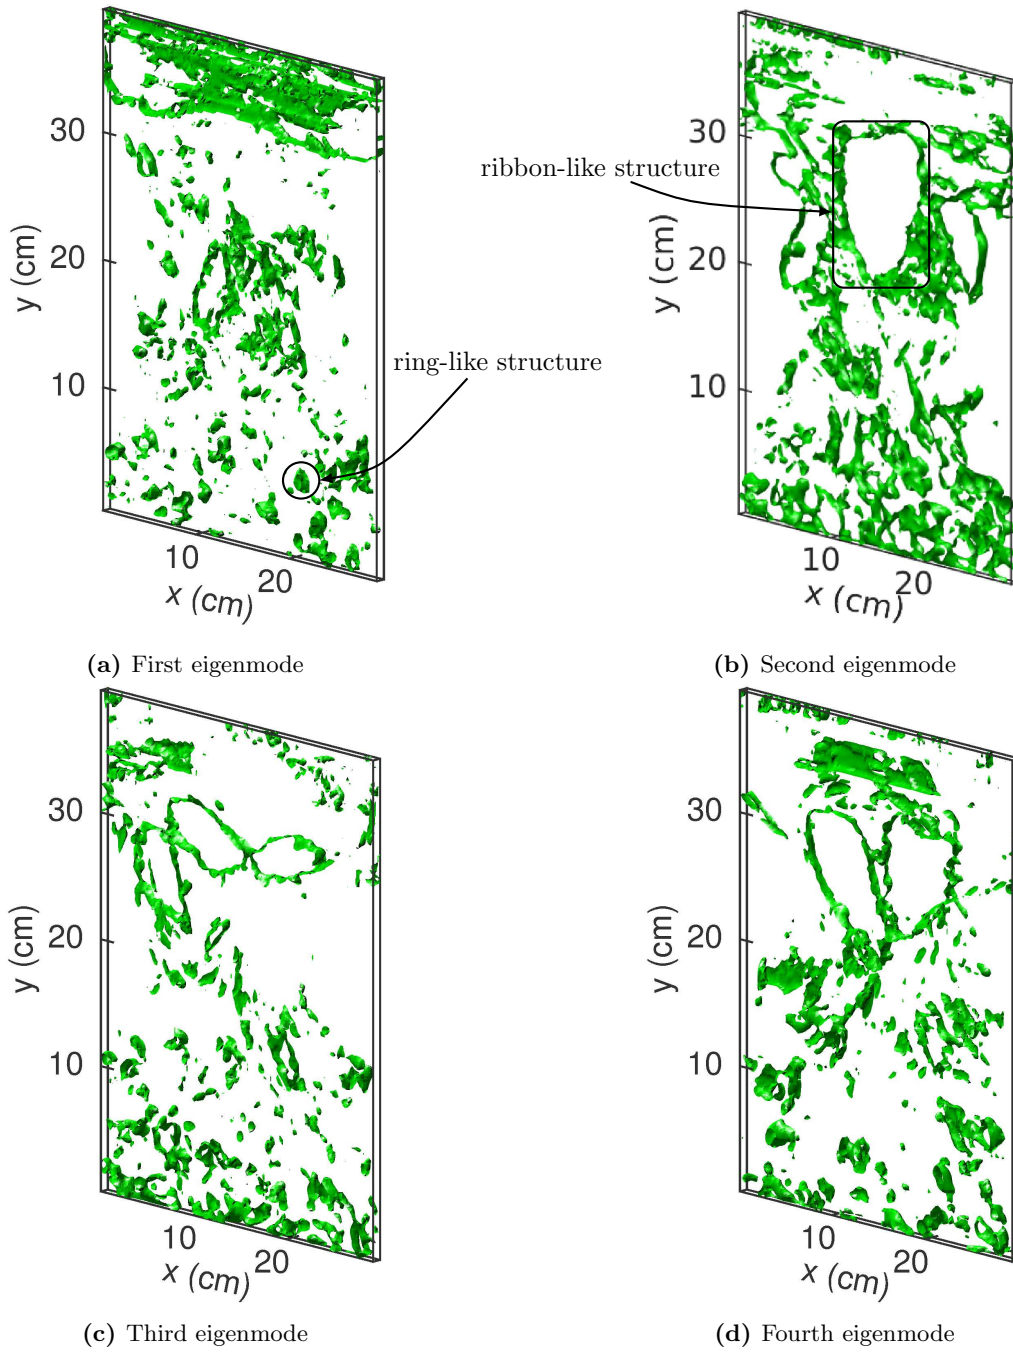 30
20
10
y (cm)
10
20
x (cm)
ring-like structure
(a) First eigenmode
30
20
10
y (cm)
10
20
x (cm)
ribbon-like structure
(b) Second eigenmode
30
20
10
y (cm)
10
20
x (cm)
(c) Third eigenmode
30
20
10
y (cm)
10
20
x (cm)
(d) Fourth eigenmode